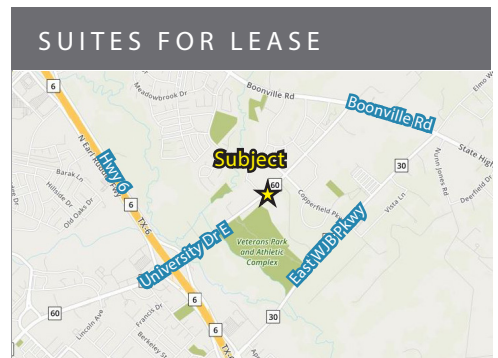 SUITES FOR LEASE
6
Meadowbrook Dr
Boonville Rd
Boonville Rd
State High
N Earl Rudder Fwy
Hwy 6
Barak Ln
Hillside Dr
Old Oaks Dr
6
TX-6
Subject
60
30
Copperfield Pkwy
Vista Ln
Nunn Jones Rd
Deerfield Dr
East WJB Pkwy
University Dr E
Veterans Park
and Athletic
Complex
60
6
30
Lincoln Ave
Francis Dr
Berkeley St
6